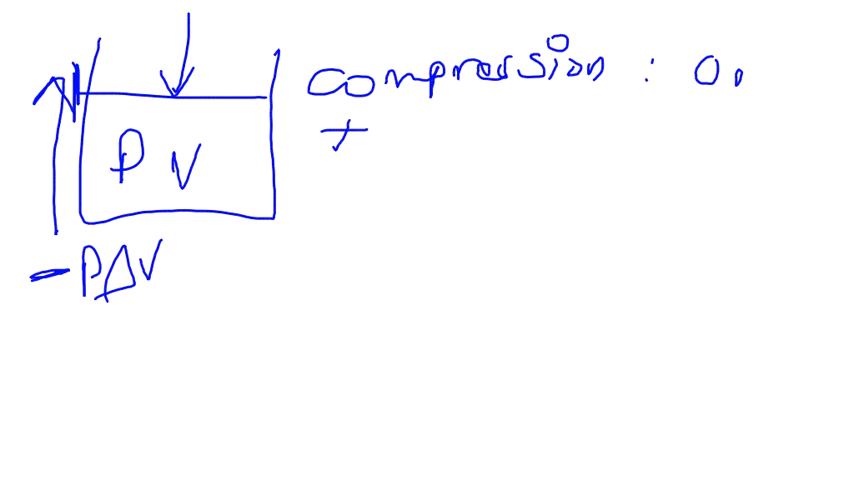 compression : 0.
+
P V
- PΔV